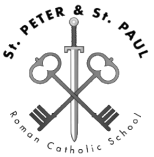 St. PETER & St. PAUL
Roman Catholic School